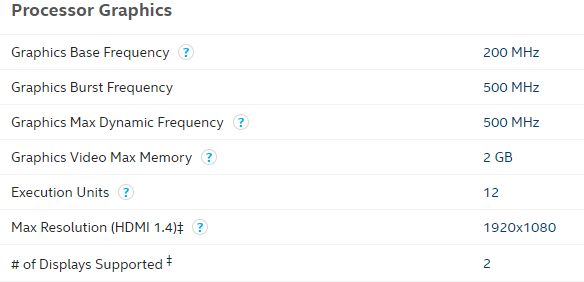 Processor Graphics
Graphics Base Frequency ? 200 MHz
Graphics Burst Frequency 500 MHz
Graphics Max Dynamic Frequency ? 500 MHz
Graphics Video Max Memory ? 2 GB
Execution Units ? 12
Max Resolution (HDMI 1.4)‡ ? 1920x1080
# of Displays Supported ‡ 2